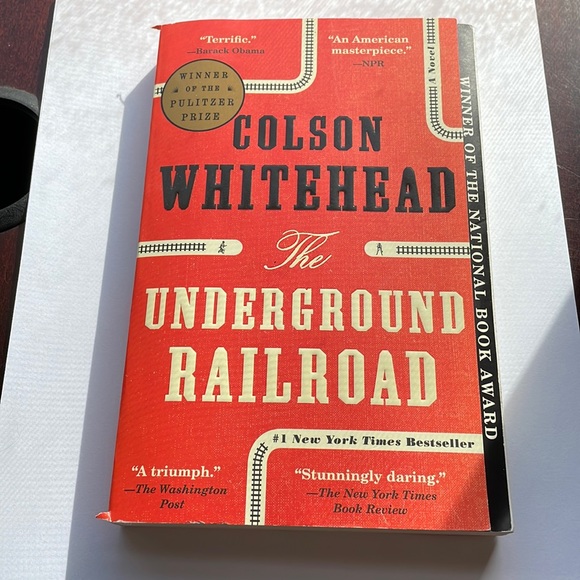 “Terrific.”
—Barack Obama
“An American
masterpiece.”
—NPR
A Novel
WINNER
OF THE
PULITZER
PRIZE
COLSON
WHITEHEAD
The
UNDERGROUND
RAILROAD
#1 New York Times Bestseller
“A triumph.”
—The Washington
Post
“Stunningly daring.”
—The New York Times
Book Review
WINNER OF THE NATIONAL BOOK AWARD